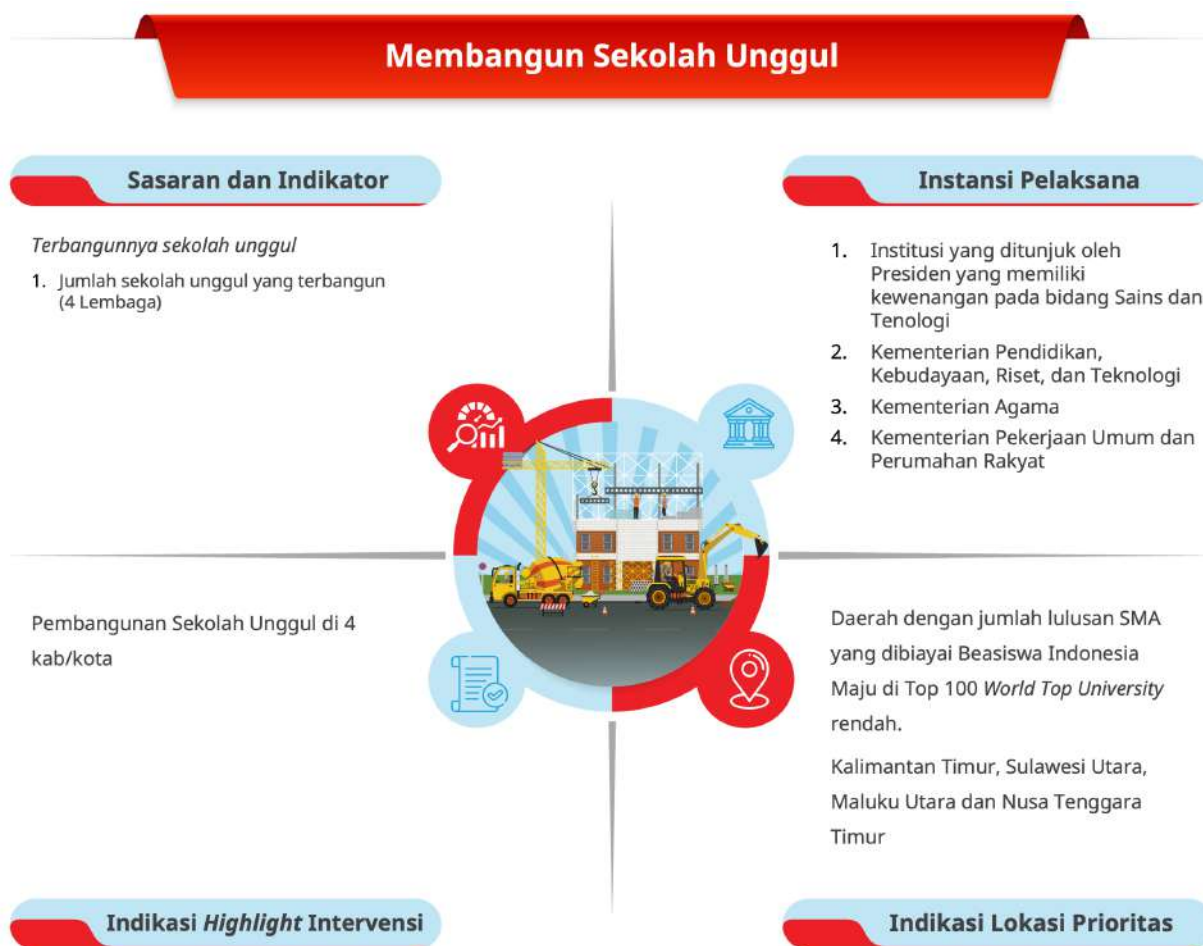 Membangun Sekolah Unggul
Sasaran dan Indikator
Terbangunnya sekolah unggul
1. Jumlah sekolah unggul yang terbangun
(4 Lembaga)
Instansi Pelaksana
1. Institusi yang ditunjuk oleh
Presiden yang memiliki
kewenangan pada bidang Sains dan
Tenologi
2. Kementerian Pendidikan,
Kebudayaan, Riset, dan Teknologi
3. Kementerian Agama
4. Kementerian Pekerjaan Umum dan
Perumahan Rakyat
Pembangunan Sekolah Unggul di 4
kab/kota
Indikasi Highlight Intervensi
Daerah dengan jumlah lulusan SMA
yang dibiayai Beasiswa Indonesia
Maju di Top 100 World Top University
rendah.
Kalimantan Timur, Sulawesi Utara,
Maluku Utara dan Nusa Tenggara
Timur
Indikasi Lokasi Prioritas